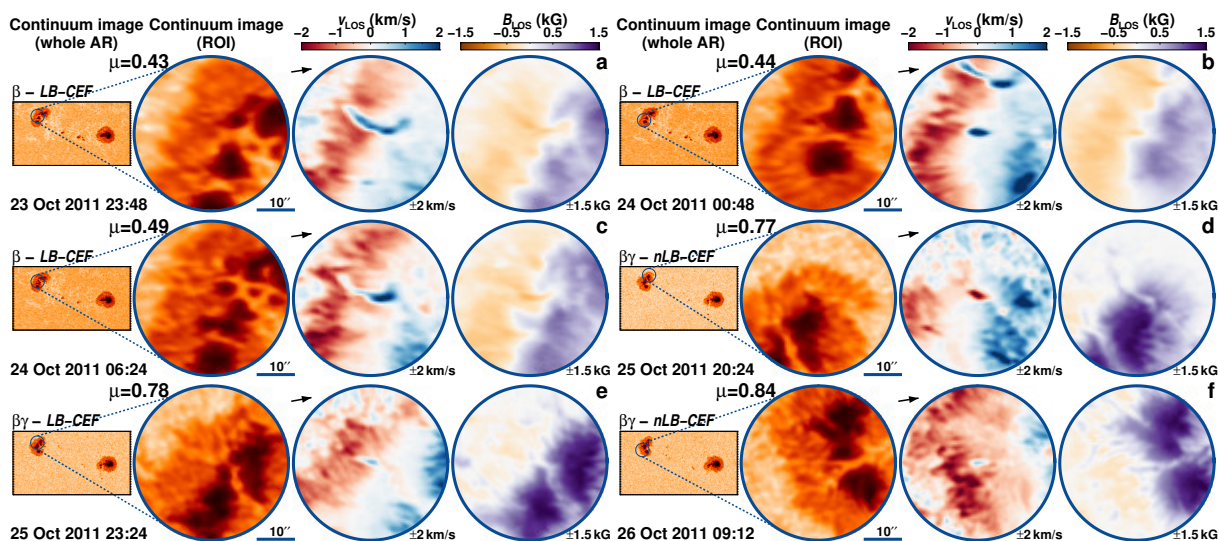 Continuum image (whole AR) Continuum image (ROI) v_LOS (km/s) −2 −1 0 1 2 B_LOS (kG) −1.5 −0.5 0.5 1.5
Continuum image (whole AR) Continuum image (ROI) v_LOS (km/s) −2 −1 0 1 2 B_LOS (kG) −1.5 −0.5 0.5 1.5
μ=0.43 a
β − LB−CEF
23 Oct 2011 23:48 10″ ±2 km/s ±1.5 kG
μ=0.44 b
β − LB−CEF
24 Oct 2011 00:48 10″ ±2 km/s ±1.5 kG
μ=0.49 c
β − LB−CEF
24 Oct 2011 06:24 10″ ±2 km/s ±1.5 kG
μ=0.77 d
βγ − nLB−CEF
25 Oct 2011 20:24 10″ ±2 km/s ±1.5 kG
μ=0.78 e
βγ − LB−CEF
25 Oct 2011 23:24 10″ ±2 km/s ±1.5 kG
μ=0.84 f
βγ − nLB−CEF
26 Oct 2011 09:12 10″ ±2 km/s ±1.5 kG